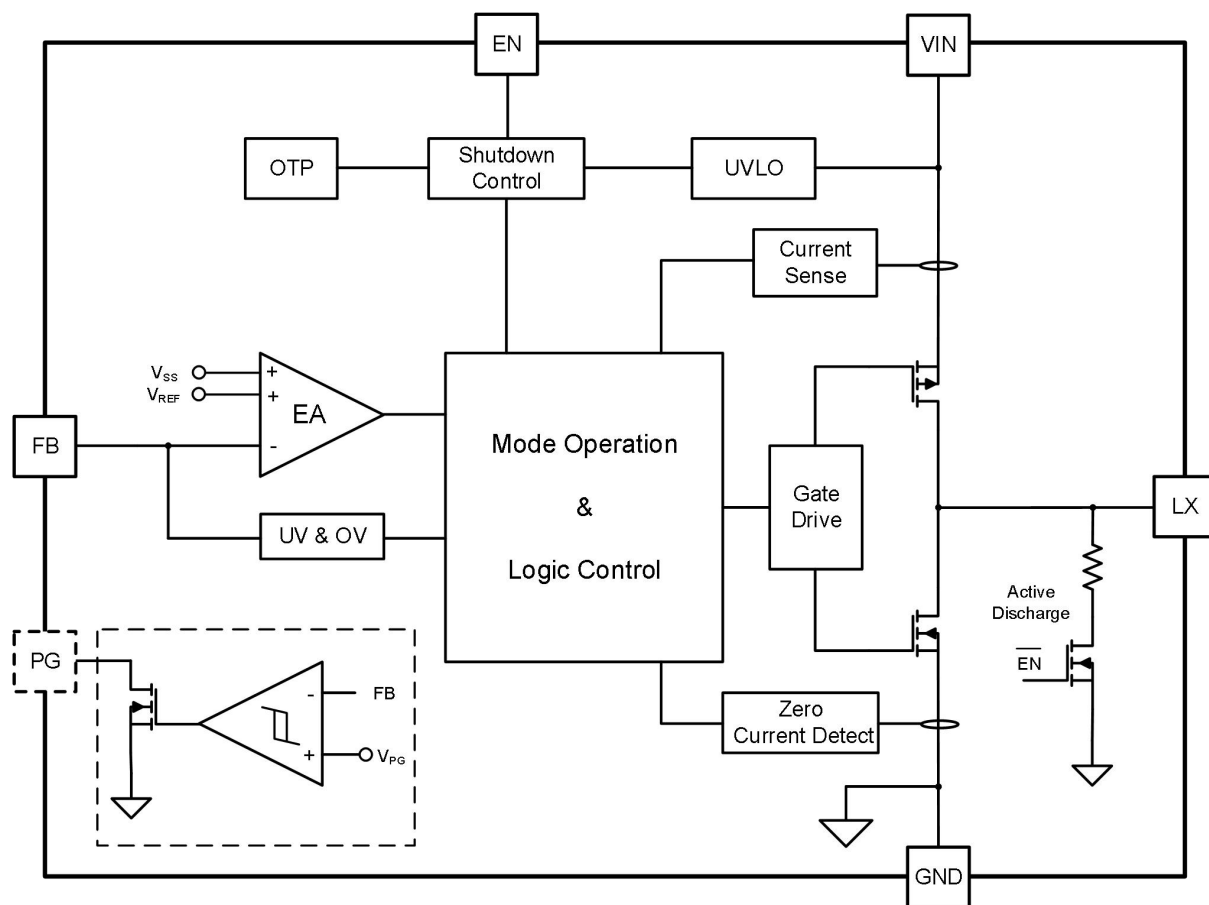 EN
VIN
OTP
Shutdown
Control
UVLO
Current
Sense
VSS
+
VREF
+
EA
FB
-
Mode Operation
&
Logic Control
Gate
Drive
LX
UV & OV
Active
Discharge
EN
PG
-
FB
+
VPG
Zero
Current Detect
GND